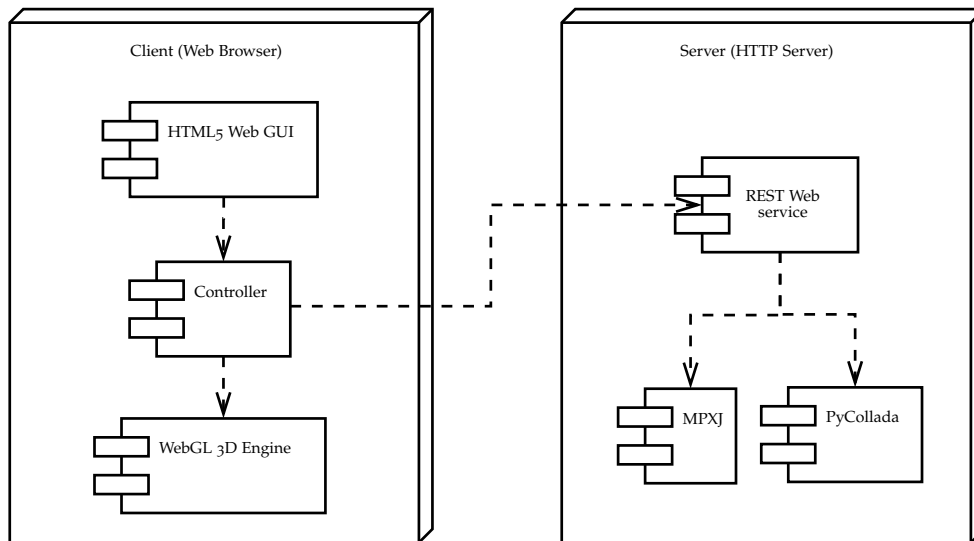 Client (Web Browser)
HTML5 Web GUI
Controller
WebGL 3D Engine
Server (HTTP Server)
REST Web
service
MPXJ
PyCollada